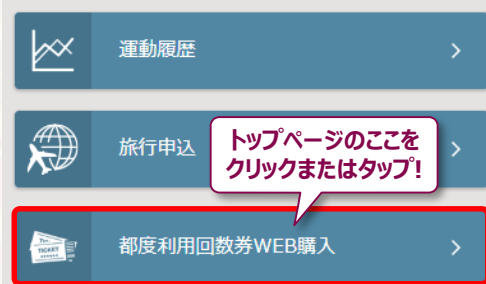 運動履歴
旅行申込
トップページのここを
クリックまたはタップ!
TICKET
都度利用回数券WEB購入